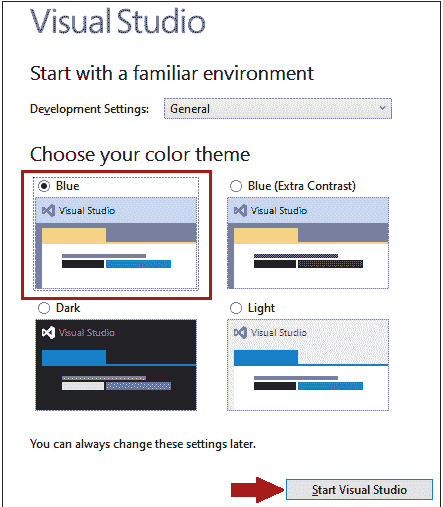 Visual Studio
Start with a familiar environment
Development Settings: General
Choose your color theme
Blue
Blue (Extra Contrast)
Visual Studio
Visual Studio
Dark
Light
Visual Studio
Visual Studio
You can always change these settings later.
Start Visual Studio